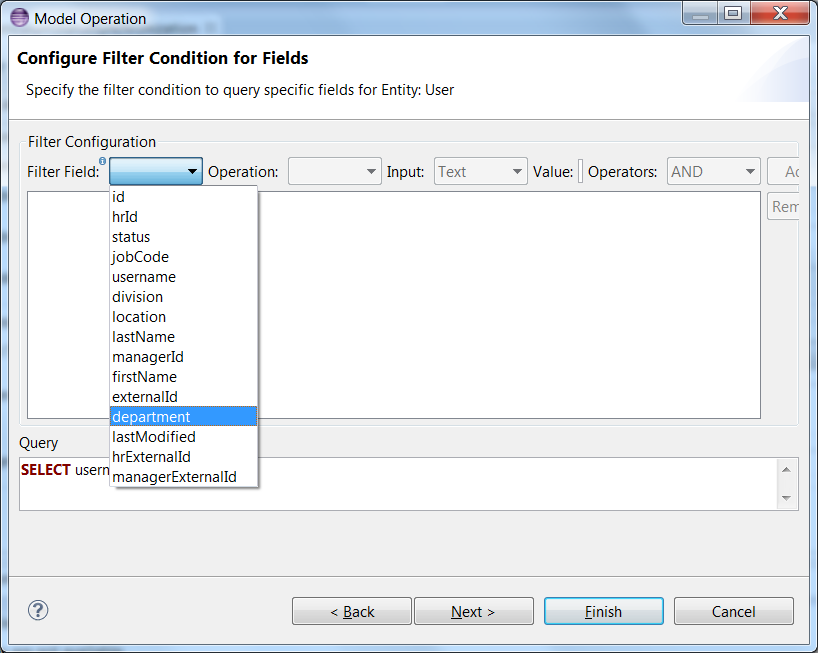 Model Operation
Configure Filter Condition for Fields
Specify the filter condition to query specific fields for Entity: User
Filter Configuration
Filter Field: Operation: Input: Text Value: Operators: AND
Rem
id
hrId
status
jobCode
username
division
location
lastName
managerId
firstName
externalId
department
lastModified
hrExternalId
managerExternalId
Query
SELECT usern
< Back Next > Finish Cancel